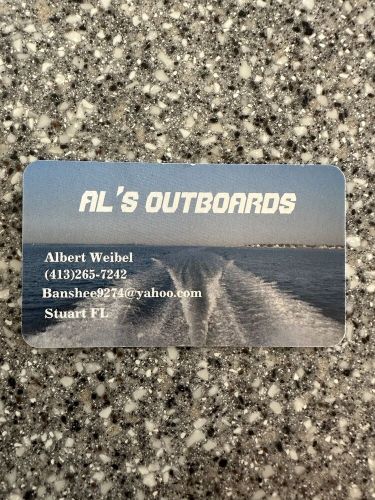 AL'S OUTBOARDS
Albert Weibel
(413)265-7242
Banshee9274@yahoo.com
Stuart FL